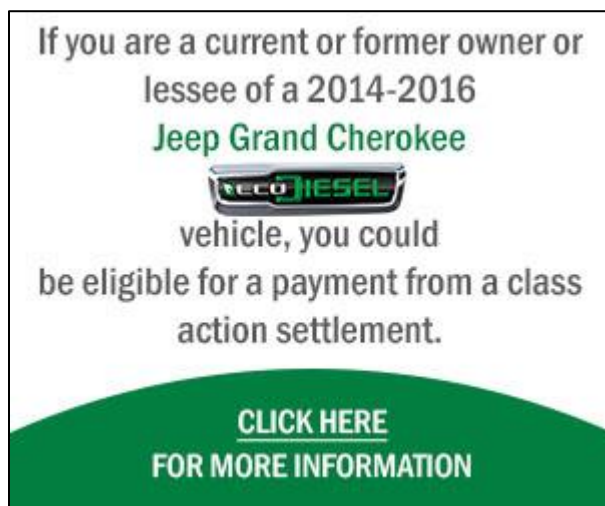 If you are a current or former owner or
lessee of a 2014-2016
Jeep Grand Cherokee
ECODIESEL
vehicle, you could
be eligible for a payment from a class
action settlement.
CLICK HERE
FOR MORE INFORMATION